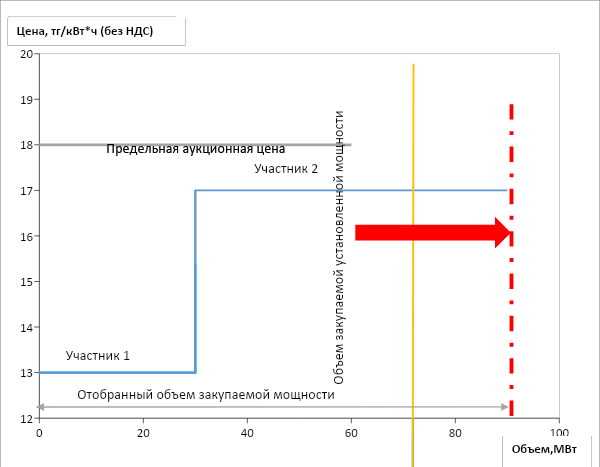 Цена, тг/кВт*ч (без НДС)
20
19
18
Предельная аукционная цена
Участник 2
17
Объем закупаемой установленной мощности
16
15
14
Участник 1
13
Отобранный объем закупаемой мощности
12
0
20
40
60
80
100
Объем,МВт